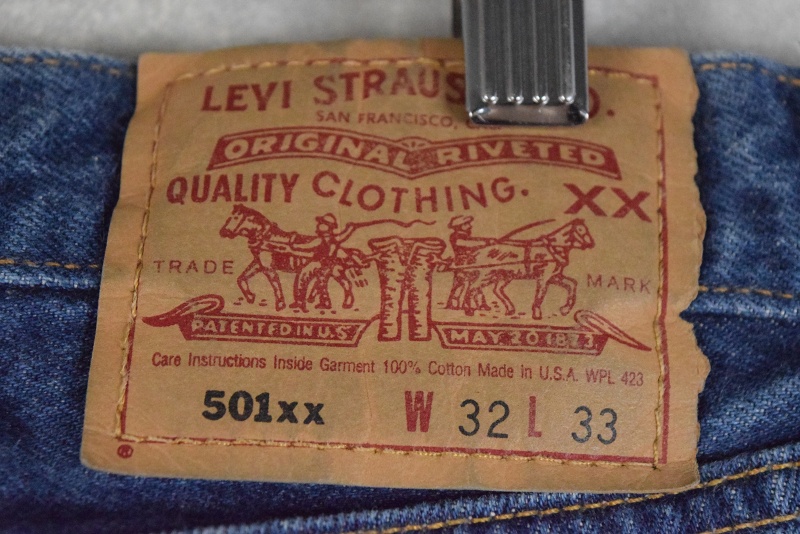 LEVI STRAUS
SAN FRANCISCO,
ORIGINAL RIVETED
QUALITY CLOTHING. XX
TRADE MARK
PATENTED IN U.S. MAY 20 1873
Care Instructions Inside Garment 100% Cotton Made in U.S.A. WPL 423
501xx W 32 L 33
®